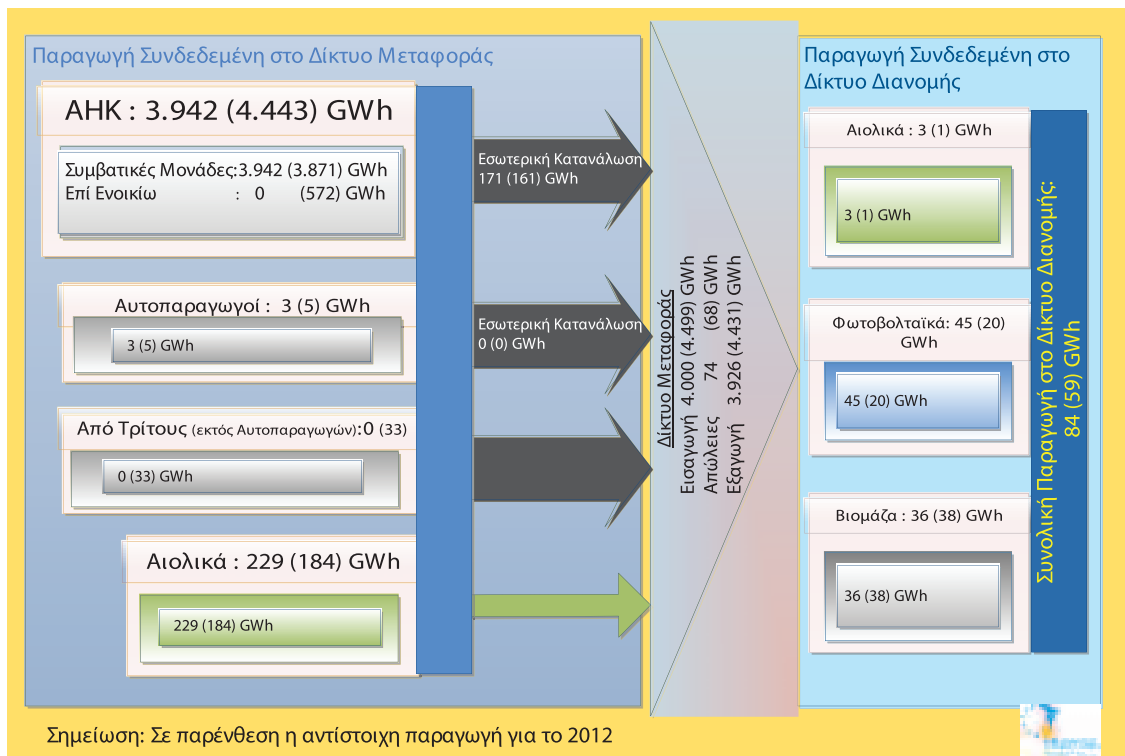 Παραγωγή Συνδεδεμένη στο Δίκτυο Μεταφοράς
ΑΗΚ : 3.942 (4.443) GWh
Συμβατικές Μονάδες:3.942 (3.871) GWh
Επί Ενοικίω : 0 (572) GWh
Αυτοπαραγωγοί : 3 (5) GWh
3 (5) GWh
Από Τρίτους (εκτός Αυτοπαραγωγών):0 (33)
0 (33) GWh
Αιολικά : 229 (184) GWh
229 (184) GWh
Εσωτερική Κατανάλωση
171 (161) GWh
Εσωτερική Κατανάλωση
0 (0) GWh
Δίκτυο Μεταφοράς
Εισαγωγή 4.000 (4.499) GWh
Απώλειες 74 (68) GWh
Εξαγωγή 3.926 (4.431) GWh
Παραγωγή Συνδεδεμένη στο
Δίκτυο Διανομής
Αιολικά : 3 (1) GWh
3 (1) GWh
Φωτοβολταϊκά: 45 (20)
GWh
45 (20) GWh
Βιομάζα : 36 (38) GWh
36 (38) GWh
Συνολική Παραγωγή στο Δίκτυο Διανομής:
84 (59) GWh
Σημείωση: Σε παρένθεση η αντίστοιχη παραγωγή για το 2012